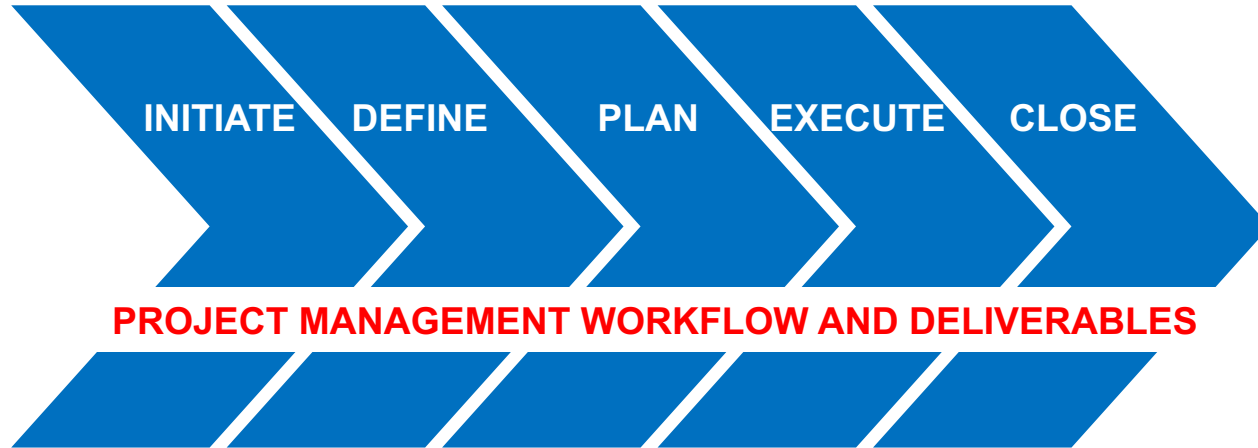 INITIATE DEFINE PLAN EXECUTE CLOSE
PROJECT MANAGEMENT WORKFLOW AND DELIVERABLES